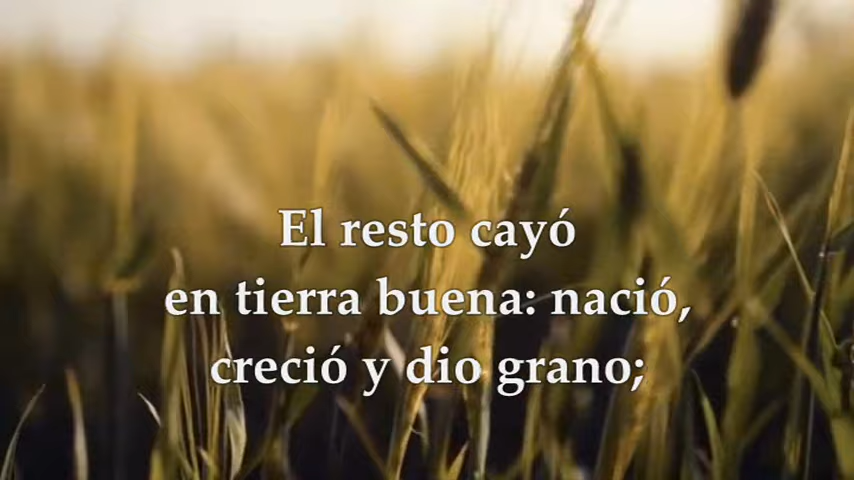 El resto cayó
en tierra buena: nació,
creció y dio grano;